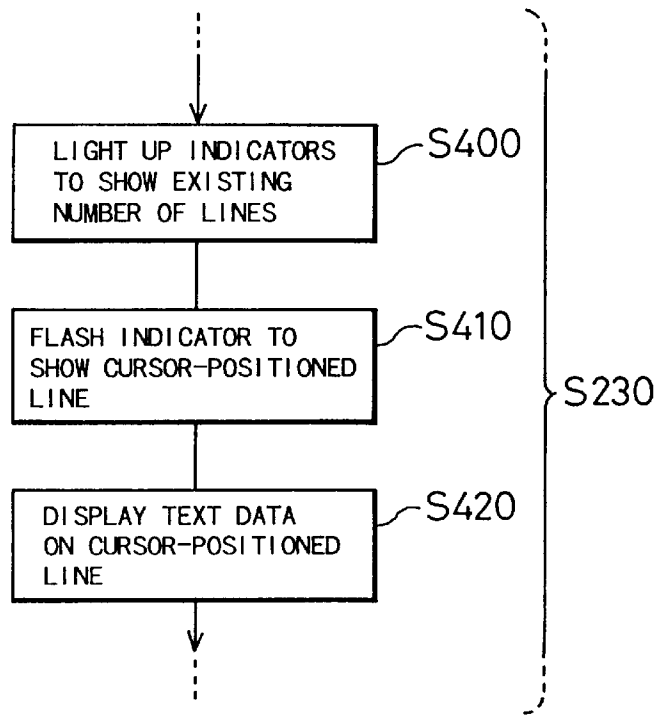 LIGHT UP INDICATORS
TO SHOW EXISTING
NUMBER OF LINES
S400
FLASH INDICATOR TO
SHOW CURSOR-POSITIONED
LINE
S410
S230
DISPLAY TEXT DATA
ON CURSOR-POSITIONED
LINE
S420